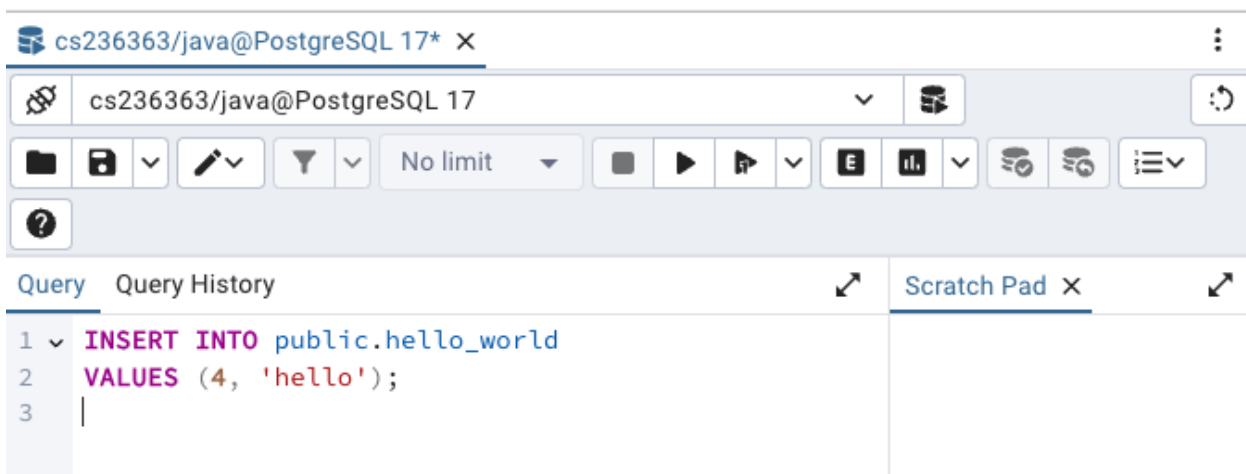 cs236363/java@PostgreSQL 17*
cs236363/java@PostgreSQL 17
No limit
E
Query Query History Scratch Pad
1 INSERT INTO public.hello_world
2 VALUES (4, 'hello');
3